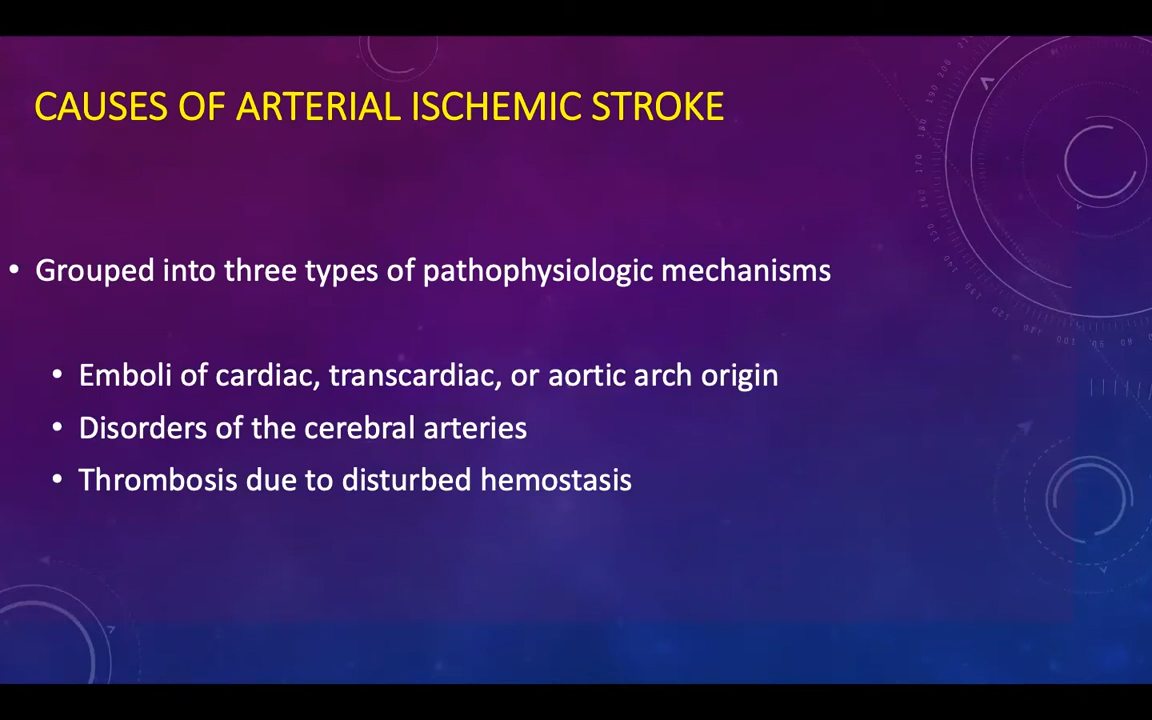 CAUSES OF ARTERIAL ISCHEMIC STROKE
• Grouped into three types of pathophysiologic mechanisms
• Emboli of cardiac, transcardiac, or aortic arch origin
• Disorders of the cerebral arteries
• Thrombosis due to disturbed hemostasis